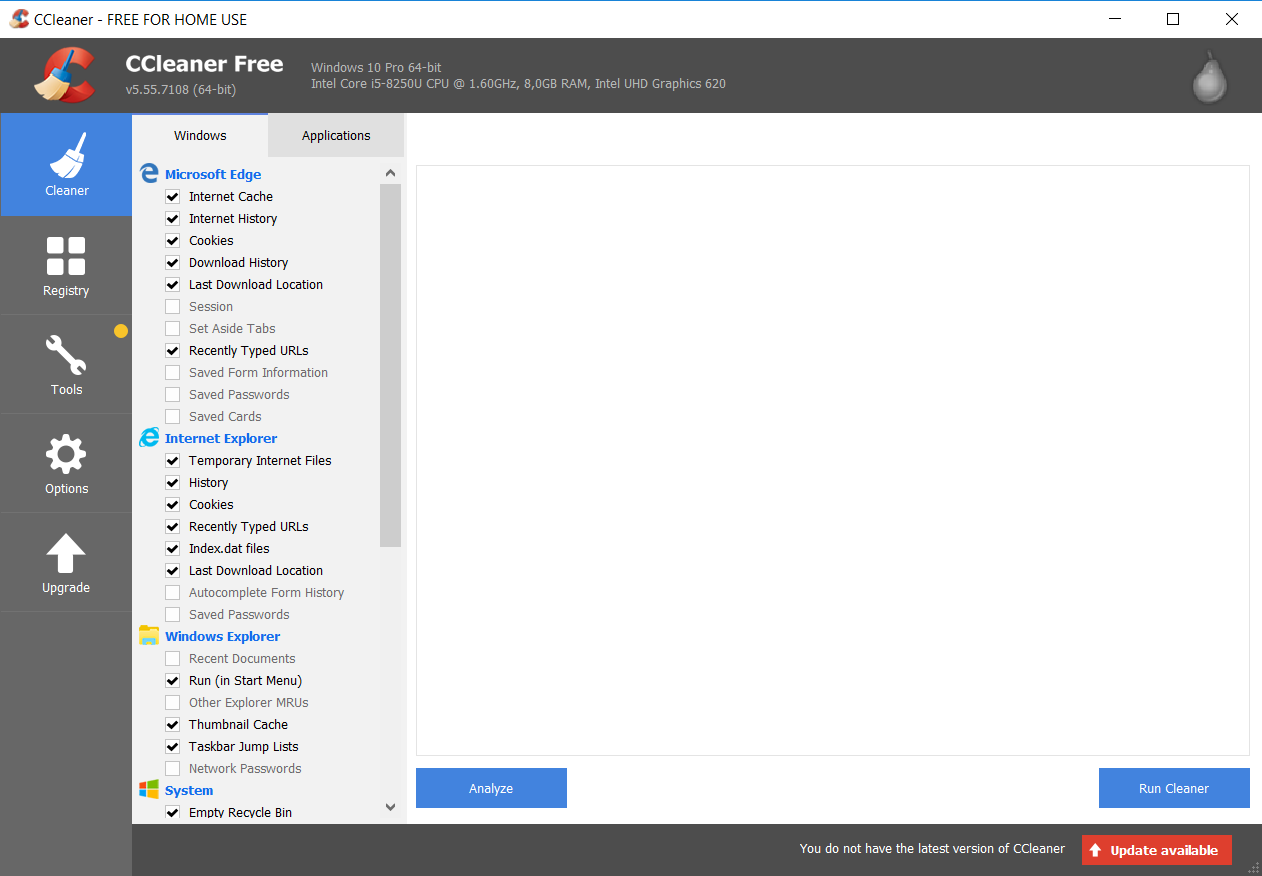 CCleaner - FREE FOR HOME USE
CCleaner Free
v5.55.7108 (64-bit)
Windows 10 Pro 64-bit
Intel Core i5-8250U CPU @ 1.60GHz, 8,0GB RAM, Intel UHD Graphics 620
Cleaner
Registry
Tools
Options
Upgrade
Windows
Applications
Microsoft Edge
Internet Cache
Internet History
Cookies
Download History
Last Download Location
Session
Set Aside Tabs
Recently Typed URLs
Saved Form Information
Saved Passwords
Saved Cards
Internet Explorer
Temporary Internet Files
History
Cookies
Recently Typed URLs
Index.dat files
Last Download Location
Autocomplete Form History
Saved Passwords
Windows Explorer
Recent Documents
Run (in Start Menu)
Other Explorer MRUs
Thumbnail Cache
Taskbar Jump Lists
Network Passwords
System
Empty Recycle Bin
Analyze
Run Cleaner
You do not have the latest version of CCleaner
Update available